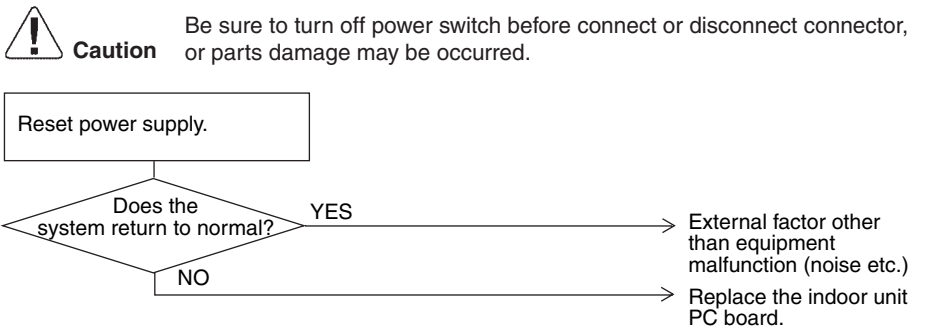 Be sure to turn off power switch before connect or disconnect connector,
Caution or parts damage may be occurred.
Reset power supply.
Does the
system return to normal?
YES
External factor other
than equipment
malfunction (noise etc.)
NO
Replace the indoor unit
PC board.